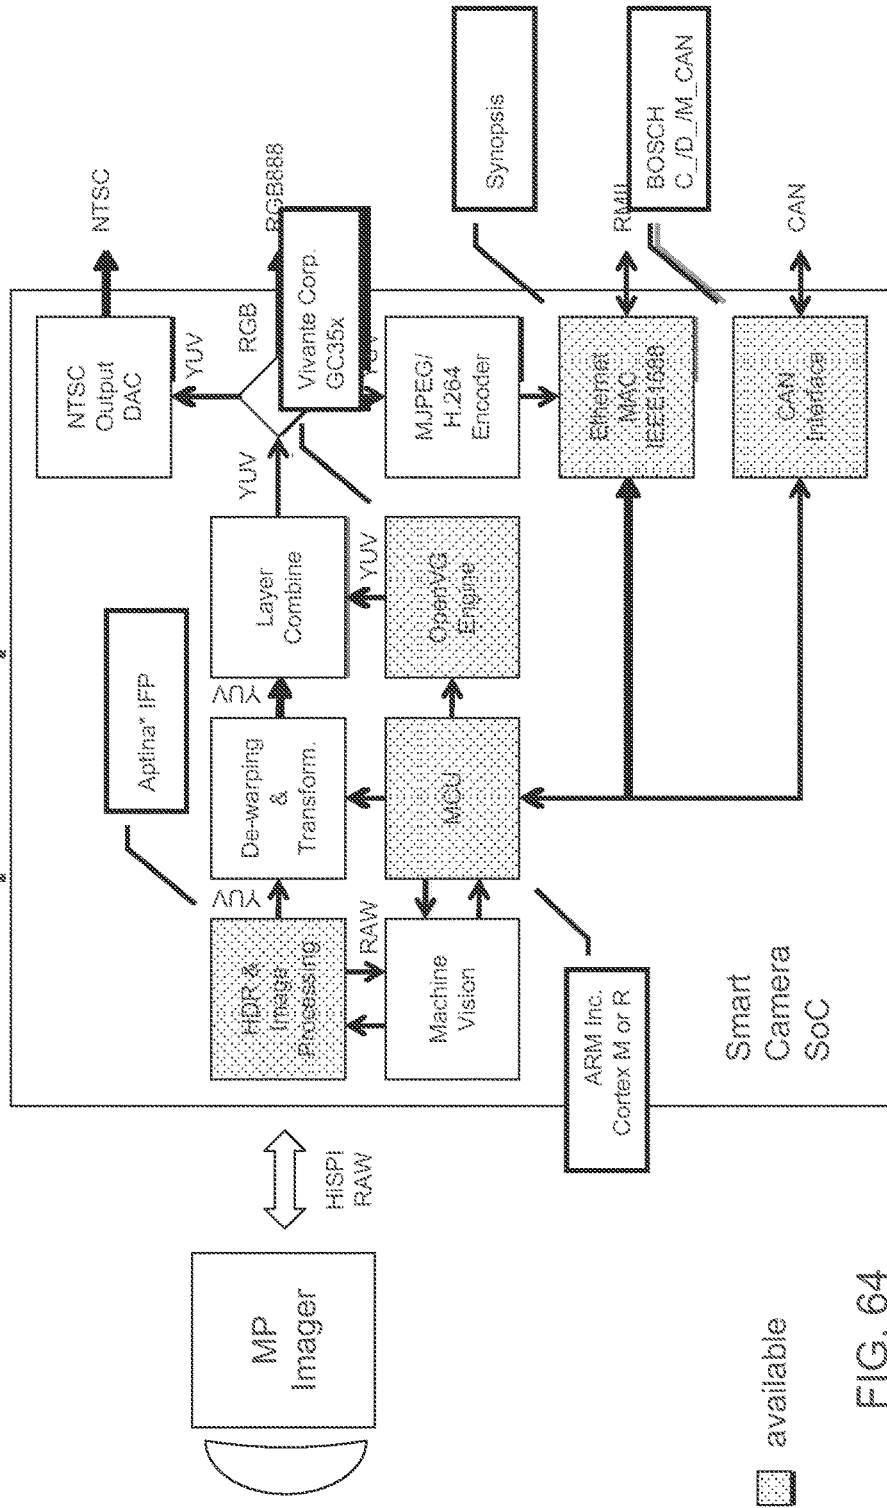 MP
Imager
HiSPI
RAW
Aptina* IFP
HDR &
Image
Processing
YUV
De-warping
&
Transform.
YUV
Layer
Combine
YUV
NTSC
Output
DAC
NTSC
YUV
RGB
RGB888
Vivante Corp.
GC35x
YUV
RAW
Machine
Vision
MCU
OpenVG
Engine
YUV
MJPEG/
H.264
Encoder
Synopsis
Ethernet
MAC
IEEE1588
RMII
BOSCH
C_/D_/M_CAN
CAN
Interface
CAN
ARM Inc.
Cortex M or R
Smart
Camera
SoC
available
FIG. 64